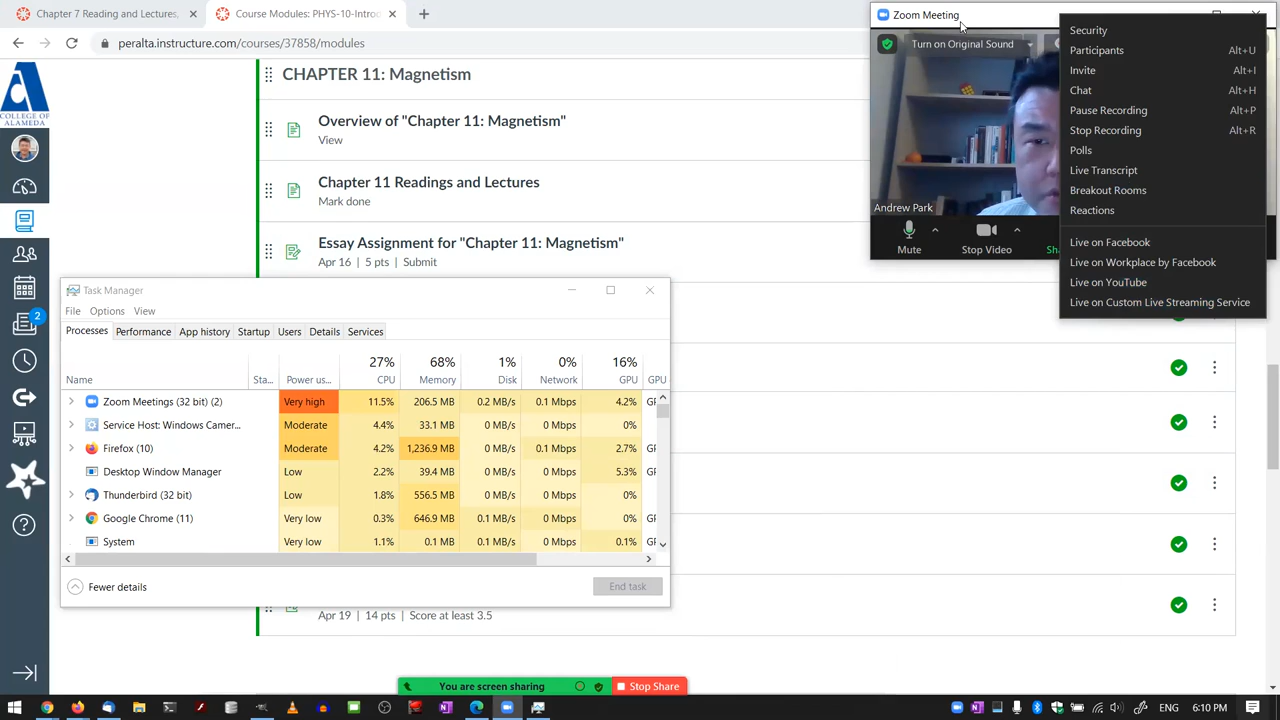 Chapter 7 Reading and Lectures,
Course Modules: PHYS-10-Intro
peralta.instructure.com/courses/37858/modules
COLLEGE OF
ALAMEDA
2
CHAPTER 11: Magnetism
Overview of "Chapter 11: Magnetism"
View
Chapter 11 Readings and Lectures
Mark done
Essay Assignment for "Chapter 11: Magnetism"
Apr 16 | 5 pts | Submit
Apr 19 | 14 pts | Score at least 3.5
Zoom Meeting
Turn on Original Sound
Andrew Park
Mute
Stop Video
Security
Participants Alt+U
Invite Alt+I
Chat Alt+H
Pause Recording Alt+P
Stop Recording Alt+R
Polls
Live Transcript
Breakout Rooms
Reactions
Live on Facebook
Live on Workplace by Facebook
Live on YouTube
Live on Custom Live Streaming Service
Task Manager
File Options View
Processes Performance App history Startup Users Details Services
27% 68% 1% 0% 16%
Name Sta... Power us... CPU Memory Disk Network GPU GPU
Zoom Meetings (32 bit) (2) Very high 11.5% 206.5 MB 0.2 MB/s 0.1 Mbps 4.2%
Service Host: Windows Camer... Moderate 4.4% 33.1 MB 0 MB/s 0 Mbps 0%
Firefox (10) Moderate 4.2% 1,236.9 MB 0 MB/s 0.1 Mbps 2.7%
Desktop Window Manager Low 2.2% 39.4 MB 0 MB/s 0 Mbps 5.3%
Thunderbird (32 bit) Low 1.8% 556.5 MB 0 MB/s 0 Mbps 0%
Google Chrome (11) Very low 0.3% 646.9 MB 0.1 MB/s 0 Mbps 0%
System Very low 1.1% 0.1 MB 0.1 MB/s 0 Mbps 0.1%
Fewer details End task
You are screen sharing Stop Share
ENG 6:10 PM